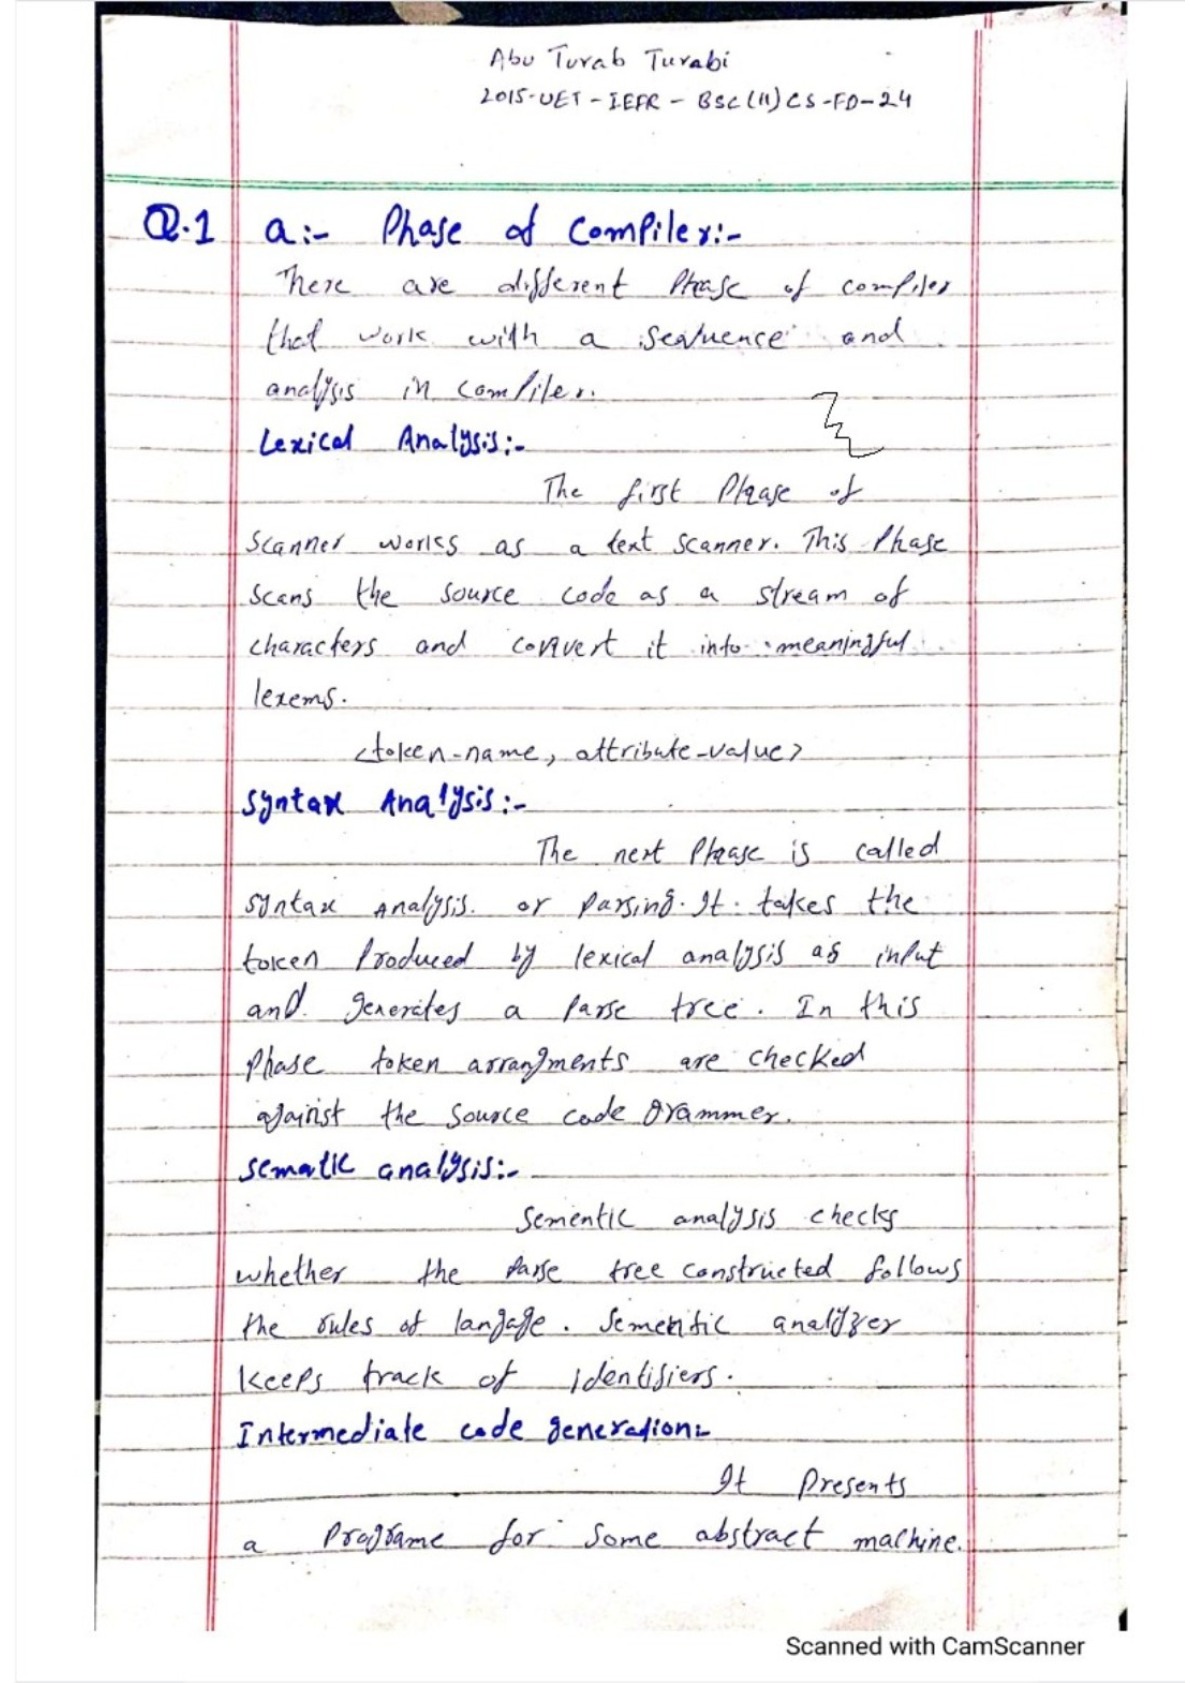 Abu Turab Turabi
2015-UET-IEFR-BSC(11)CS-FD-24
Q.1 a:- Phase of Compiler:-
There are different Phase of compiler
that work with a sequence and
analysis in compiler.
Lexical Analysis:-
The first Phase of
scanner works as a text scanner. This Phase
scans the source code as a stream of
characters and convert it into meaningful
lexems.
<token-name, attribute-value>
Syntax Analysis:-
The next Phase is called
syntax Analysis. or Parsing. It takes the
token Produced by lexical analysis as input
and generates a Parse tree. In this
Phase token arrangments are checked
against the source code Grammer.
Sematic analysis:-
Sementic analysis checks
whether the Parse tree constructed follows
the rules of langage. Sementic analyzer
keeps track of Identifiers.
Intermediate code generation:-
It Presents
a Programe for some abstract machine.
Scanned with CamScanner